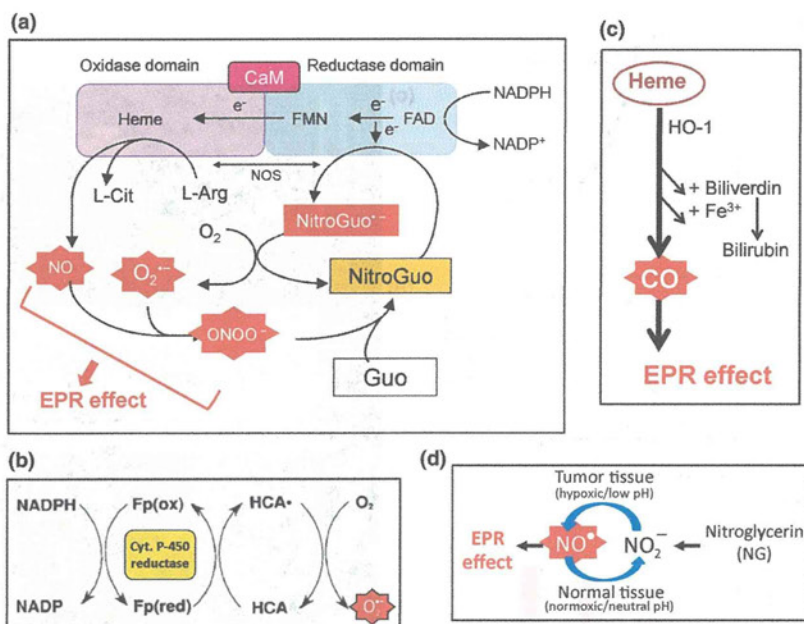 (a)
Oxidase domain
CaM
Reductase domain
Heme
e⁻
FMN
e⁻
e⁻
FAD
NADPH
NADP⁺
NOS
L-Cit
L-Arg
NitroGuo•−
O₂
NO
O₂•−
NitroGuo
ONOO⁻
Guo
EPR effect
(c)
Heme
HO-1
+ Biliverdin
+ Fe³⁺
Bilirubin
CO
EPR effect
(b)
NADPH
Fp(ox)
HCA•
O₂
Cyt. P-450
reductase
NADP
Fp(red)
HCA
O₂•−
(d)
Tumor tissue
(hypoxic/low pH)
EPR
effect
NO•
NO₂⁻
Nitroglycerin
(NG)
Normal tissue
(normoxic/neutral pH)